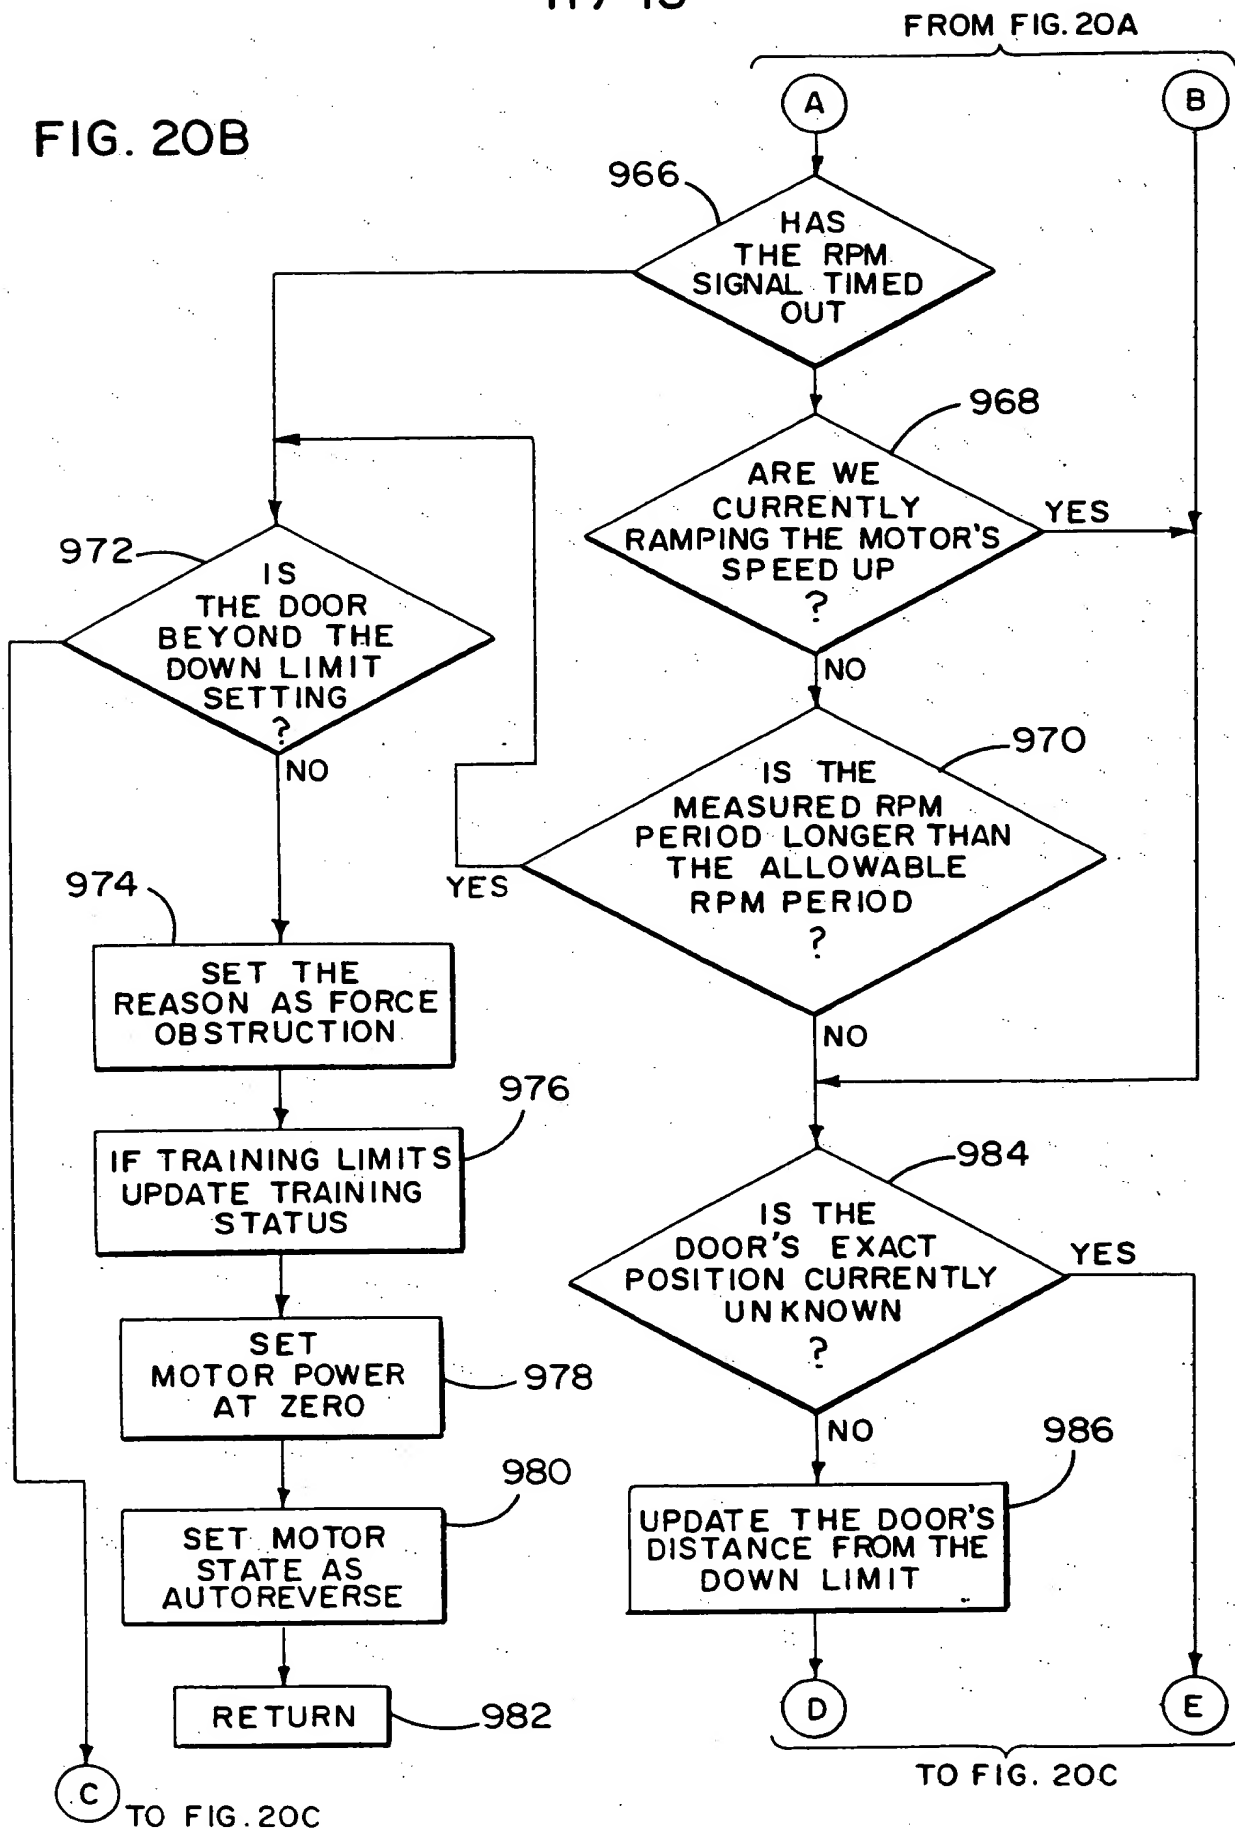 FROM FIG. 20A
A
B
FIG. 20B
966
HAS
THE RPM
SIGNAL TIMED
OUT
968
ARE WE
CURRENTLY
RAMPING THE MOTOR'S
SPEED UP
?
YES
NO
972
IS
THE DOOR
BEYOND THE
DOWN LIMIT
SETTING
?
NO
970
IS THE
MEASURED RPM
PERIOD LONGER THAN
THE ALLOWABLE
RPM PERIOD
?
YES
NO
974
SET THE
REASON AS FORCE
OBSTRUCTION
976
IF TRAINING LIMITS
UPDATE TRAINING
STATUS
984
IS THE
DOOR'S EXACT
POSITION CURRENTLY
UNKNOWN
?
YES
NO
SET
MOTOR POWER
AT ZERO
978
980
SET MOTOR
STATE AS
AUTOREVERSE
986
UPDATE THE DOOR'S
DISTANCE FROM THE
DOWN LIMIT
RETURN
982
D
E
TO FIG. 20C
C
TO FIG. 20C